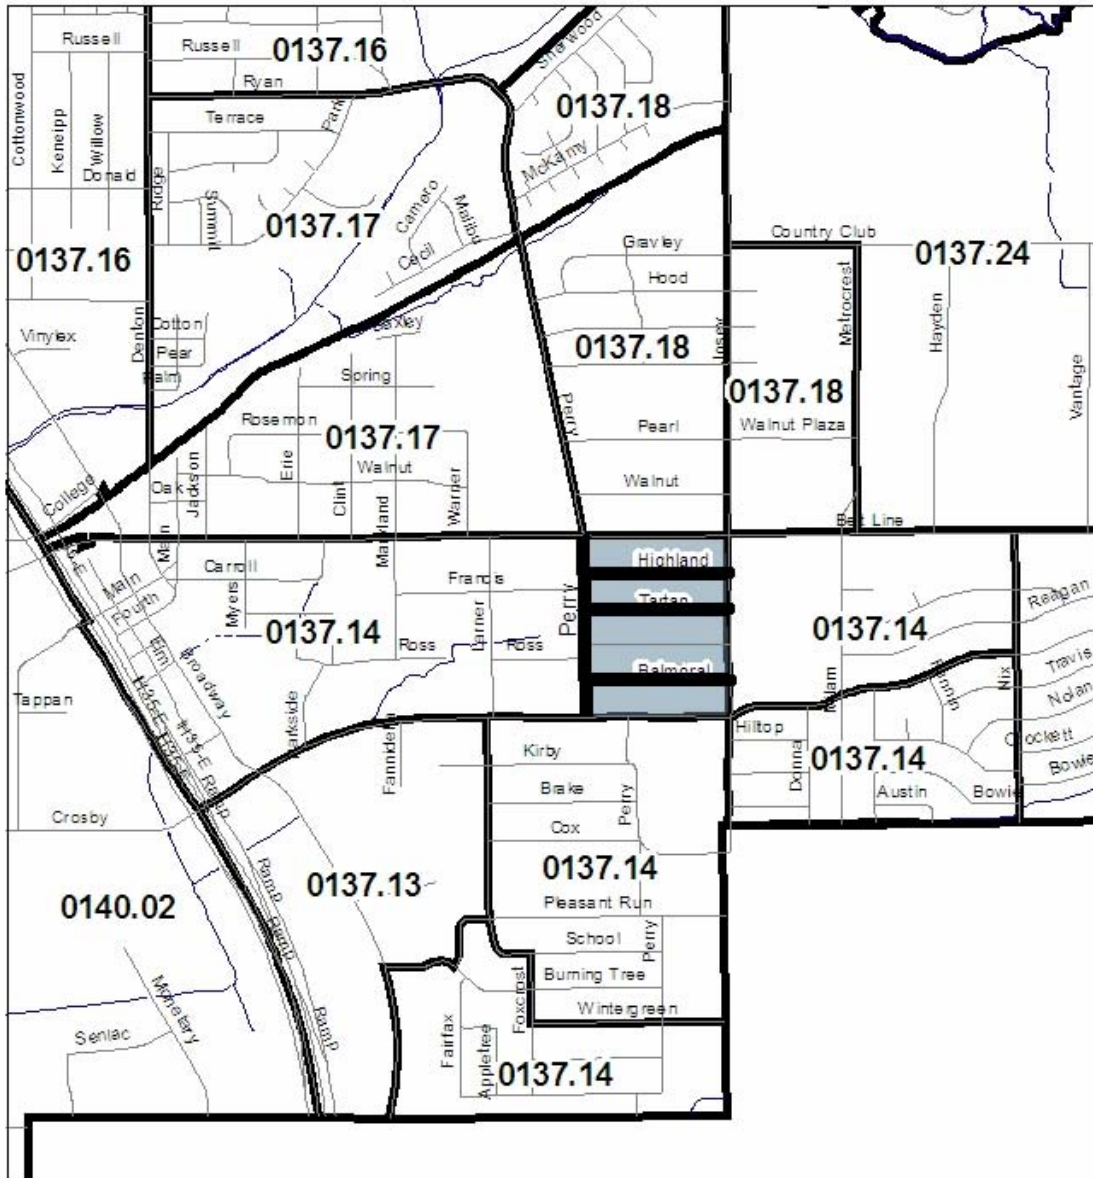 Russell
Russell
0137.16
Sherwood
Ryan
0137.18
Cottonwood
Keneipp
Willow
Terrace
Park
McKamy
Donald
Ridge
Summit
0137.17
Camero
Malibu
Cecil
0137.16
Gravley
Country Club
0137.24
Hood
Metrocrest
Hayden
Vinylex
Denton
Cotton
Pear
Palm
Josey
0137.18
Vantage
Spring
0137.18
Rosemon
0137.17
Perry
Pearl
Walnut Plaza
Erie
Walnut
Walnut
College
Oak
Jackson
Clint
Markland
Warner
Main
Belt Line
Highland
Carroll
Francis
Perry
Tartan
Reagan
Main
Fourth
Myers
0137.14
Ross
Larner
Ross
0137.14
Elm
Broadway
Balmoral
Travis
Nix
Nolan
Tappan
IH35-E
IH35-E Ramp
Parkside
Hilltop
Crockett
Kirby
Donna
0137.14
Bowie
Brake
Perry
Austin
Bowie
Crosby
Cox
0137.13
0137.14
Ramp
0140.02
Pleasant Run
Ramp
School
Perry
Burning Tree
Monetary
Foxcrost
Wintergreen
Senlac
Ramp
Fairfax
Appletree
0137.14